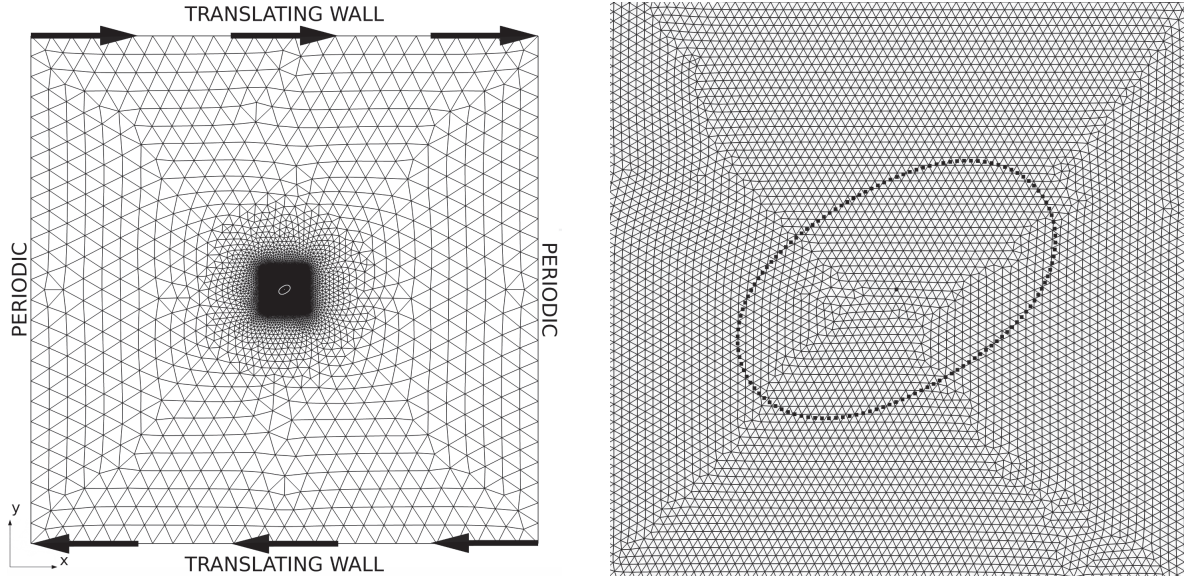 TRANSLATING WALL
PERIODIC
PERIODIC
y
x
TRANSLATING WALL